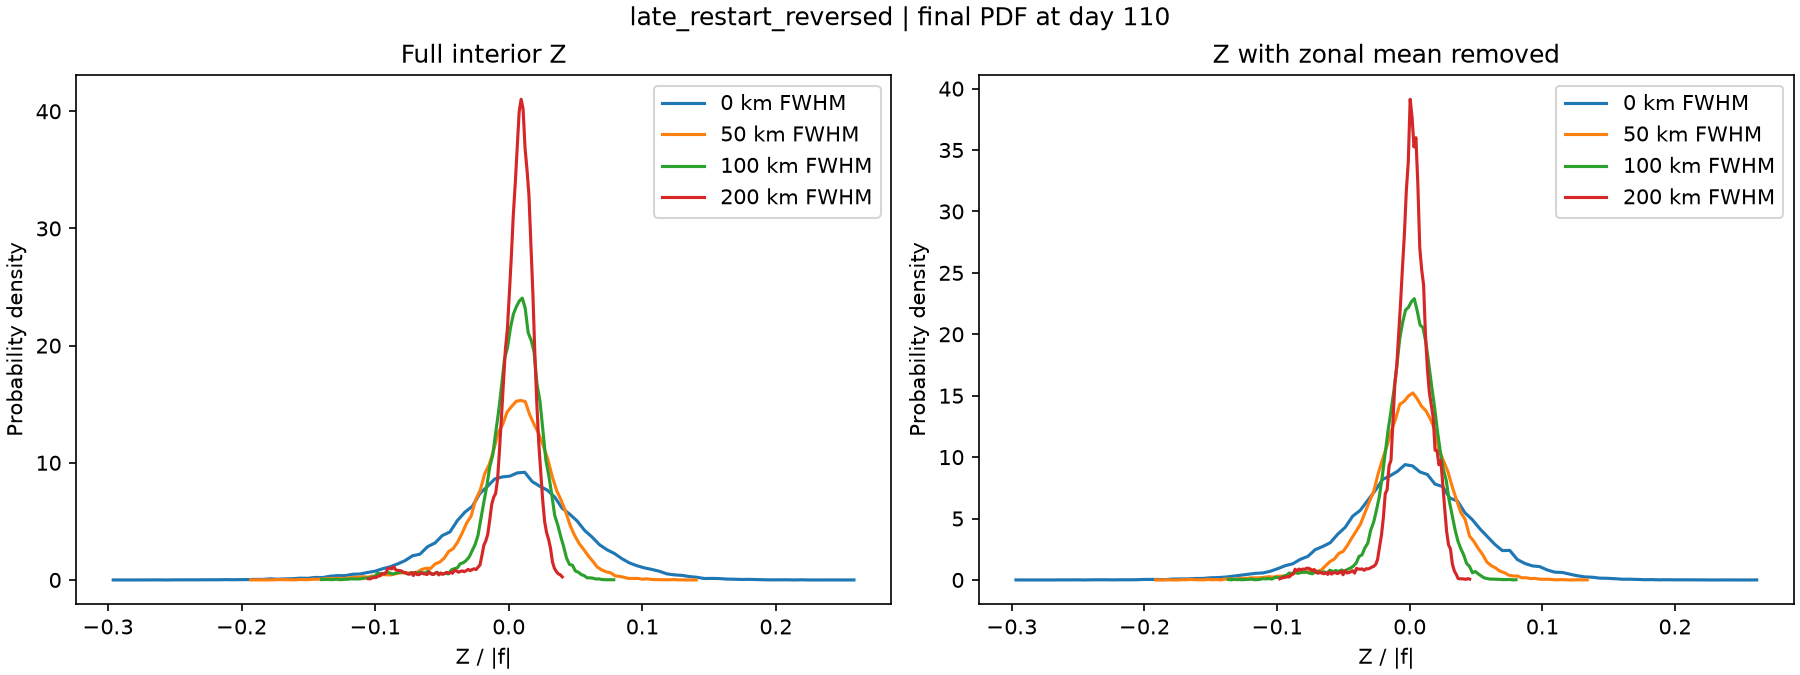 late_restart_reversed | final PDF at day 110
Full interior Z
Probability density
40
30
20
10
0
−0.3
−0.2
−0.1
0.0
0.1
0.2
Z / |f|
0 km FWHM
50 km FWHM
100 km FWHM
200 km FWHM
Z with zonal mean removed
Probability density
40
35
30
25
20
15
10
5
0
−0.3
−0.2
−0.1
0.0
0.1
0.2
Z / |f|
0 km FWHM
50 km FWHM
100 km FWHM
200 km FWHM